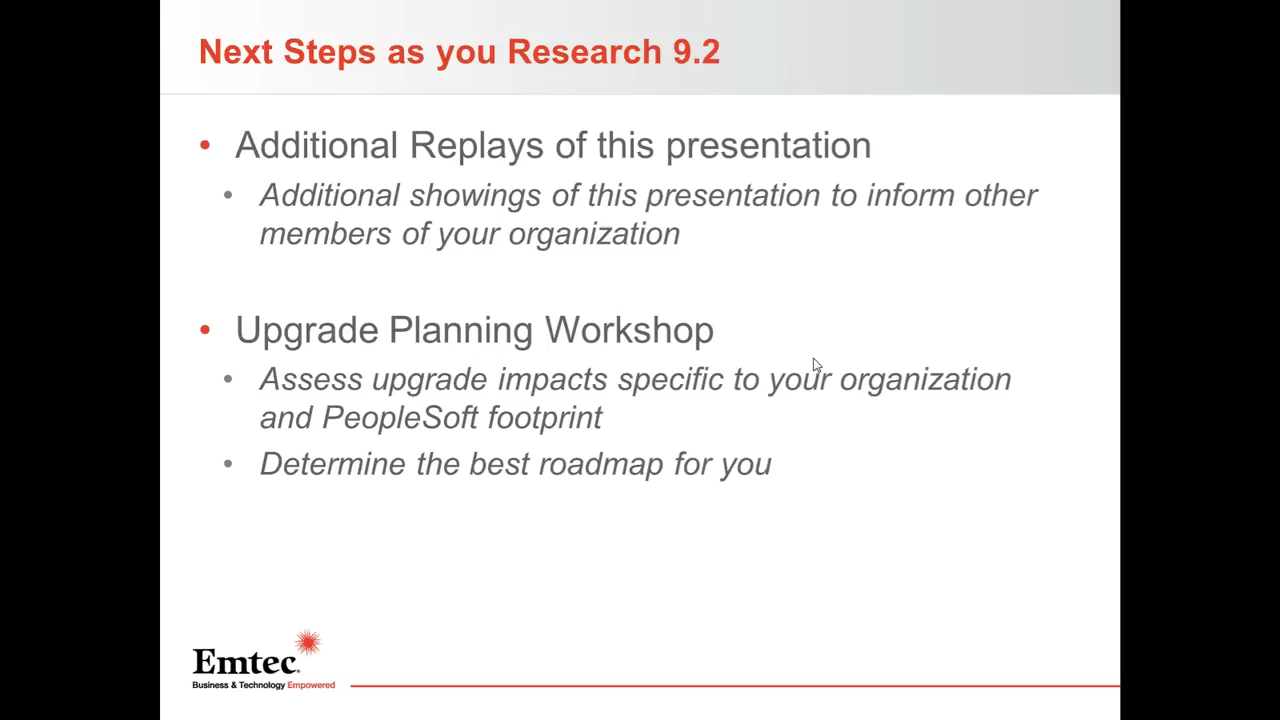 Next Steps as you Research 9.2
• Additional Replays of this presentation
• Additional showings of this presentation to inform other
members of your organization
• Upgrade Planning Workshop
• Assess upgrade impacts specific to your organization
and PeopleSoft footprint
• Determine the best roadmap for you
Emtec
Business & Technology Empowered